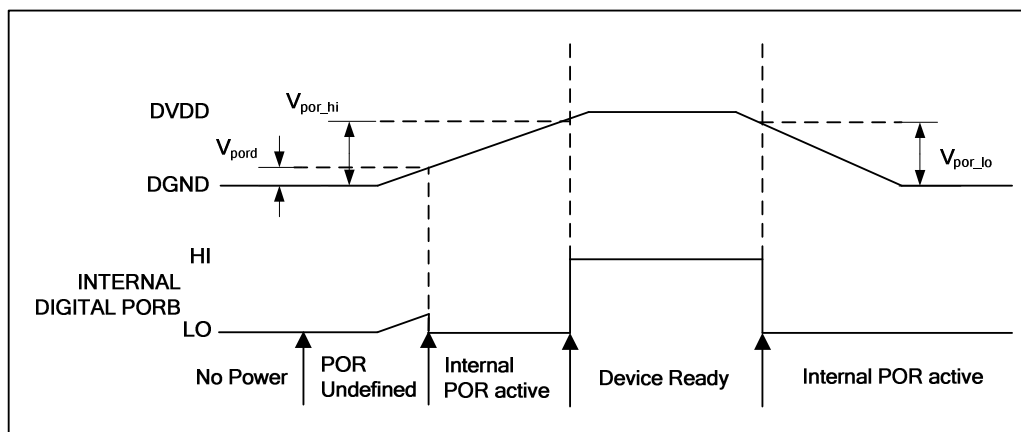 DVDD
V_por_hi
V_pord
DGND
V_por_lo
HI
INTERNAL
DIGITAL PORB
LO
No Power
POR
Undefined
Internal
POR active
Device Ready
Internal POR active